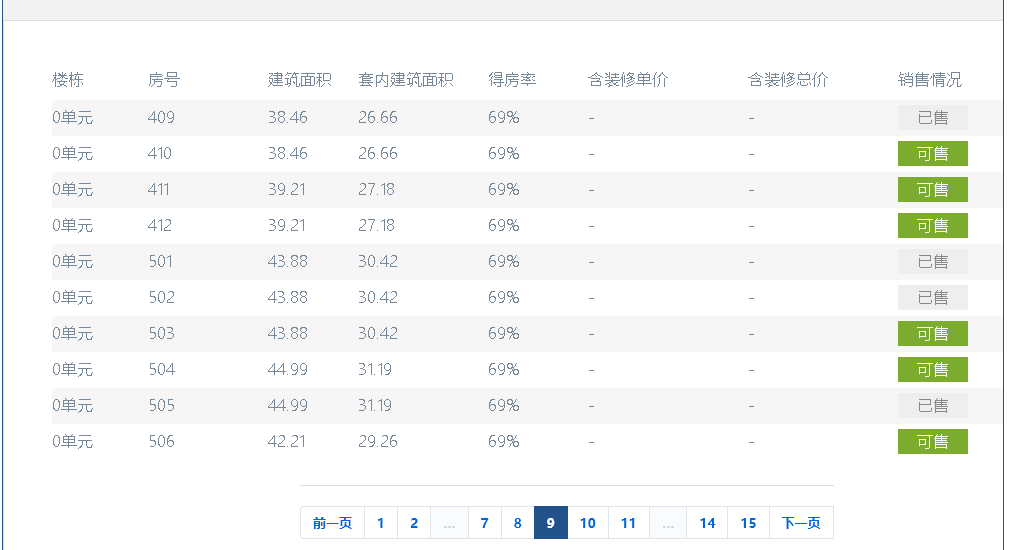 楼栋 房号 建筑面积 套内建筑面积 得房率 含装修单价 含装修总价 销售情况
0单元 409 38.46 26.66 69% - - 已售
0单元 410 38.46 26.66 69% - - 可售
0单元 411 39.21 27.18 69% - - 可售
0单元 412 39.21 27.18 69% - - 可售
0单元 501 43.88 30.42 69% - - 已售
0单元 502 43.88 30.42 69% - - 已售
0单元 503 43.88 30.42 69% - - 可售
0单元 504 44.99 31.19 69% - - 可售
0单元 505 44.99 31.19 69% - - 已售
0单元 506 42.21 29.26 69% - - 可售
前一页 1 2 ... 7 8 9 10 11 ... 14 15 下一页